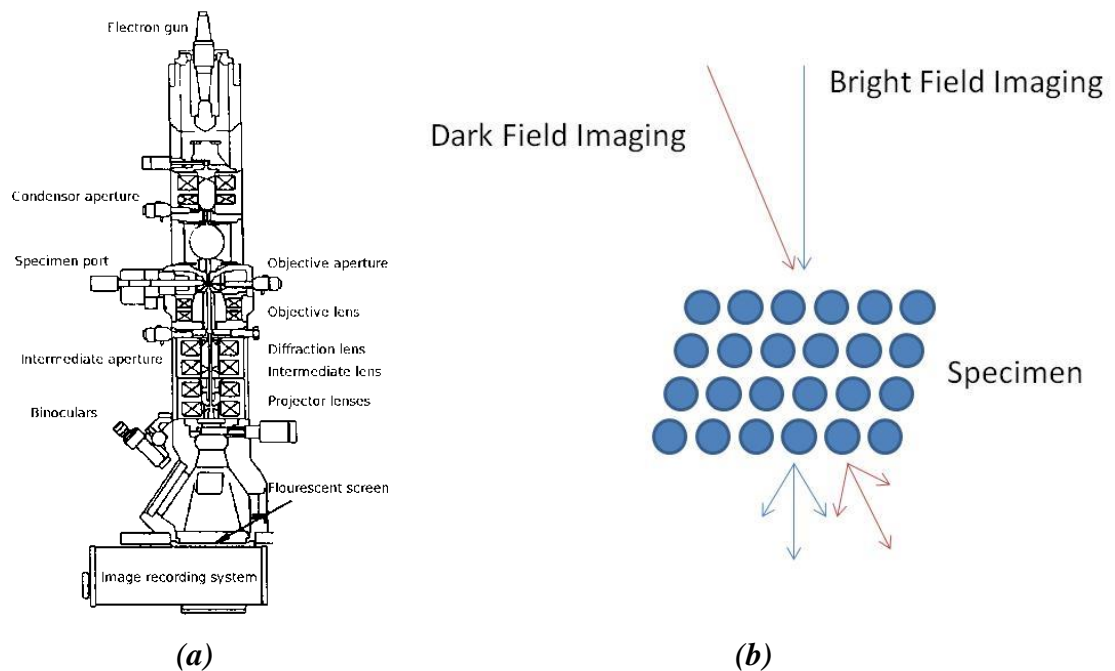 Electron gun
Condensor aperture
Specimen port
Objective aperture
Objective lens
Intermediate aperture
Diffraction lens
Intermediate lens
Projector lenses
Binoculars
Flourescent screen
Image recording system
(a)
Bright Field Imaging
Dark Field Imaging
Specimen
(b)